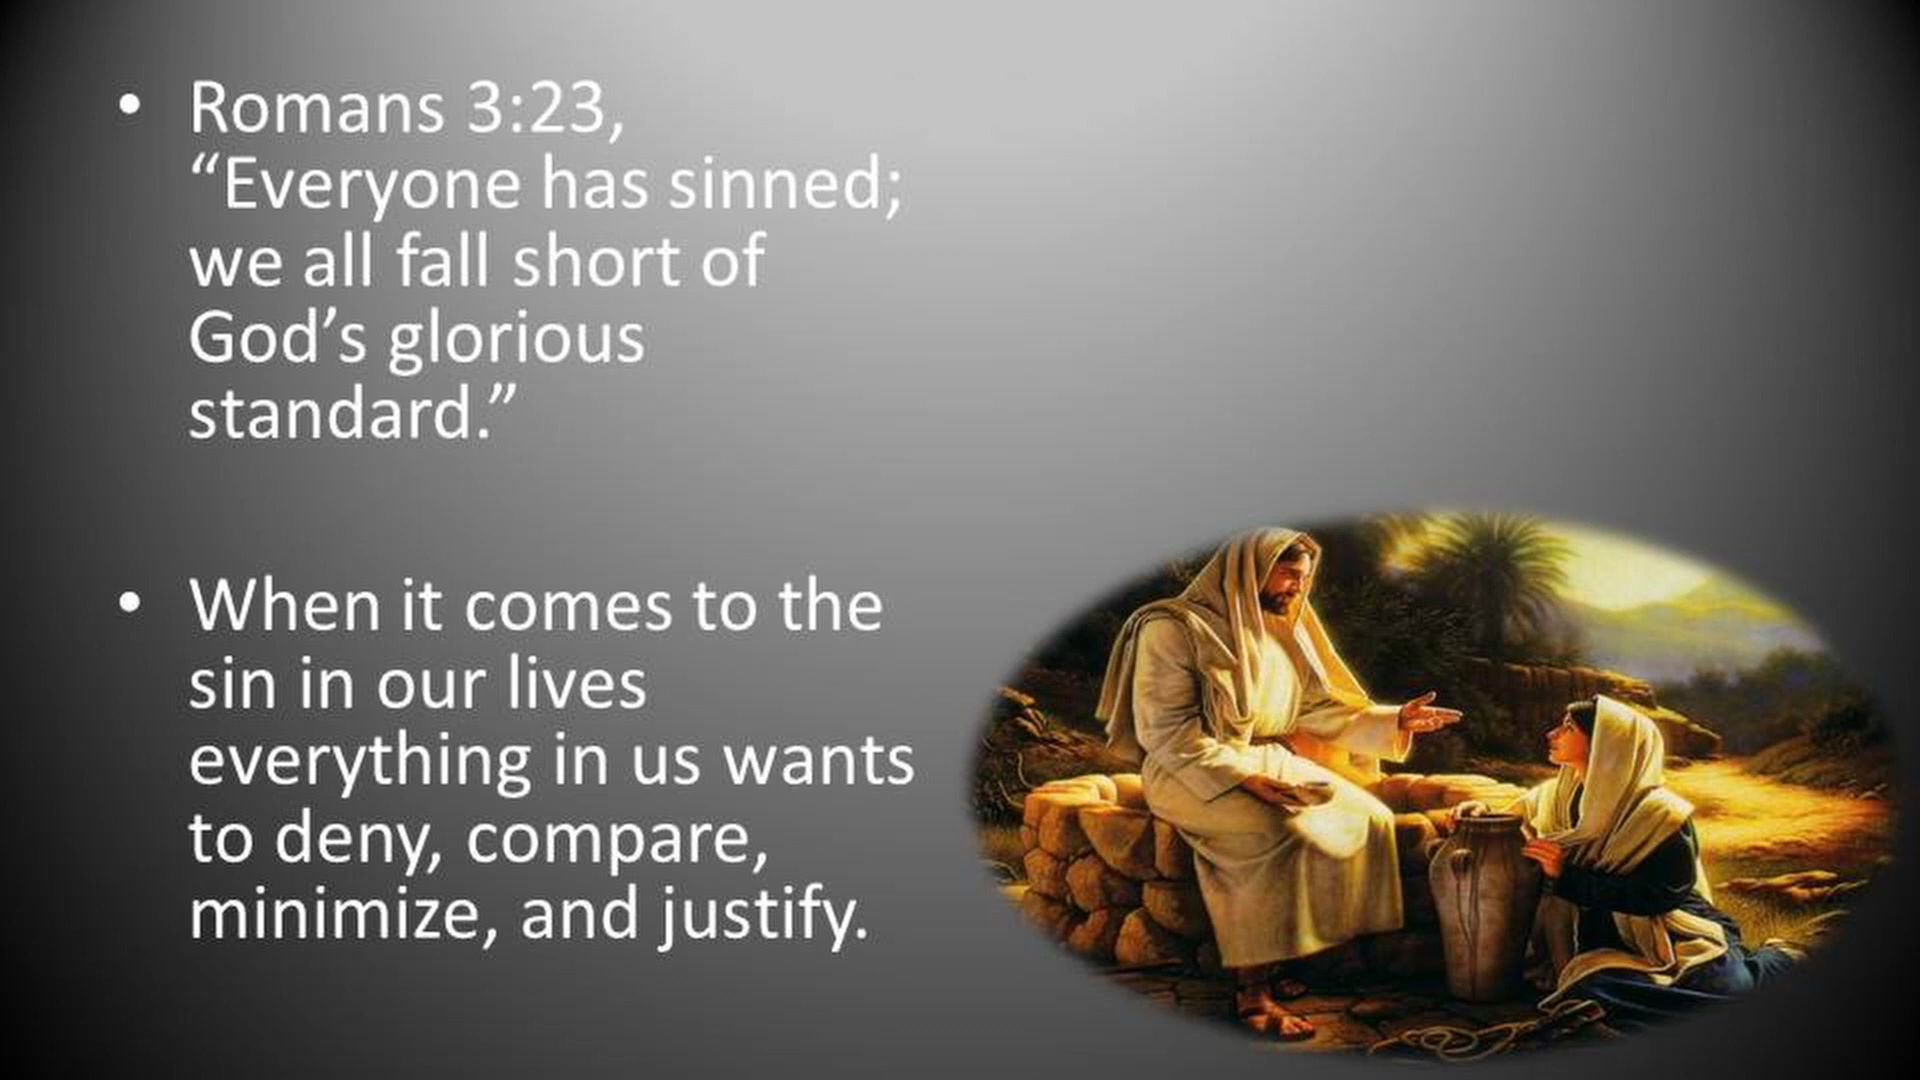 • Romans 3:23,
“Everyone has sinned;
we all fall short of
God’s glorious
standard.”
• When it comes to the
sin in our lives
everything in us wants
to deny, compare,
minimize, and justify.